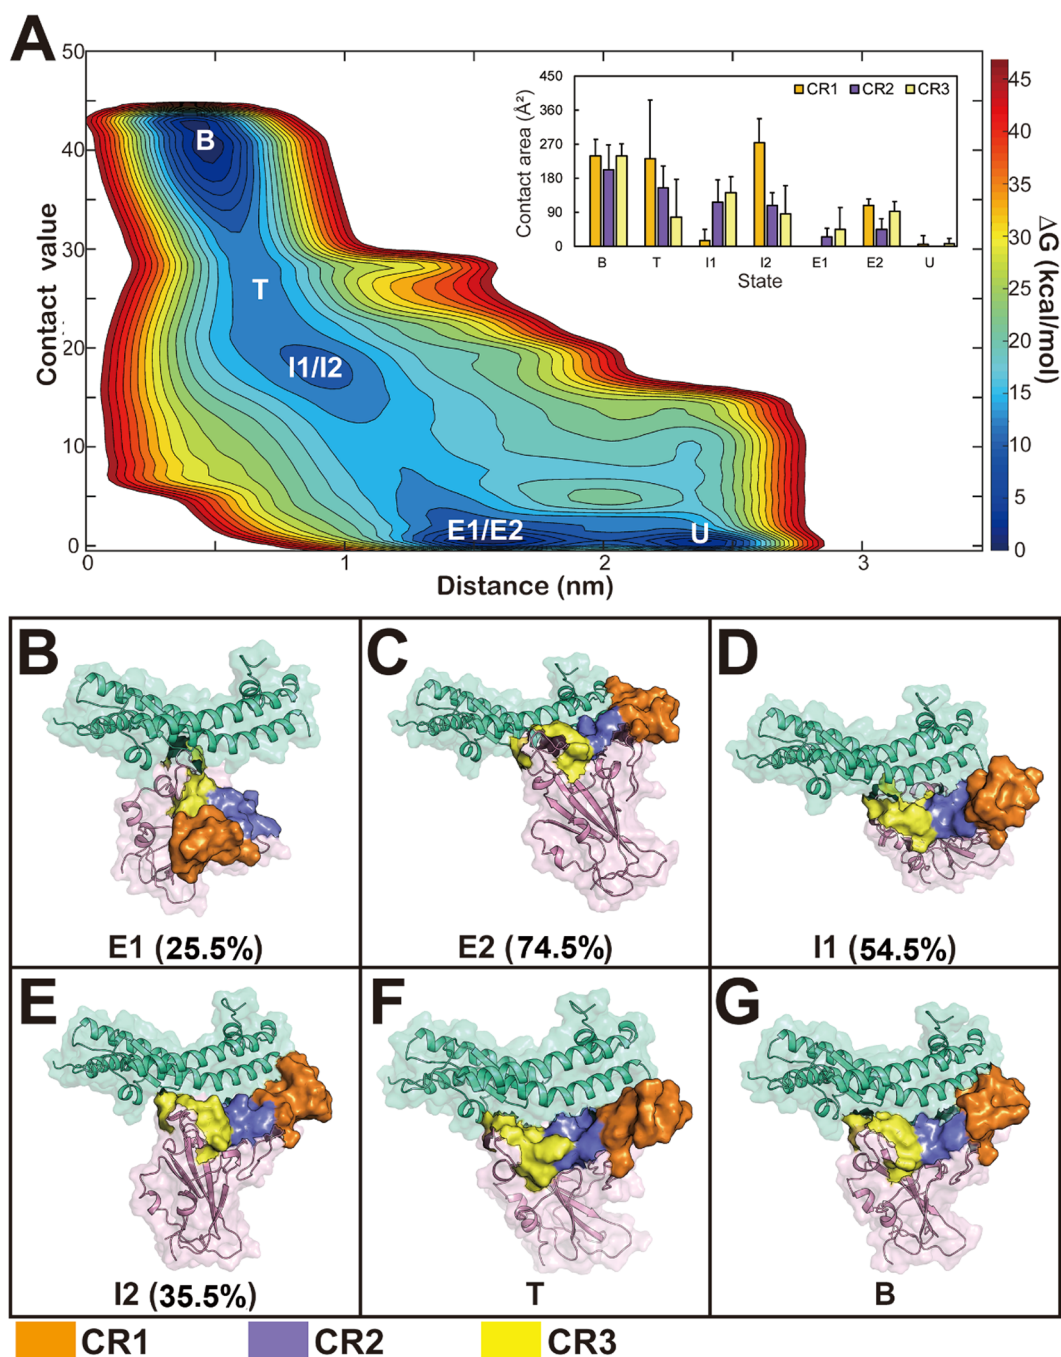 A
50
40
30
20
10
0
Contact value
0
1
2
3
Distance (nm)
B
T
I1/I2
E1/E2
U
450
360
270
180
90
0
Contact area (Å²)
CR1 CR2 CR3
B T I1 I2 E1 E2 U
State
45
40
35
30
25
20
15
10
5
0
ΔG (kcal/mol)
B
E1 (25.5%)
C
E2 (74.5%)
D
I1 (54.5%)
E
I2 (35.5%)
F
T
G
B
CR1 CR2 CR3